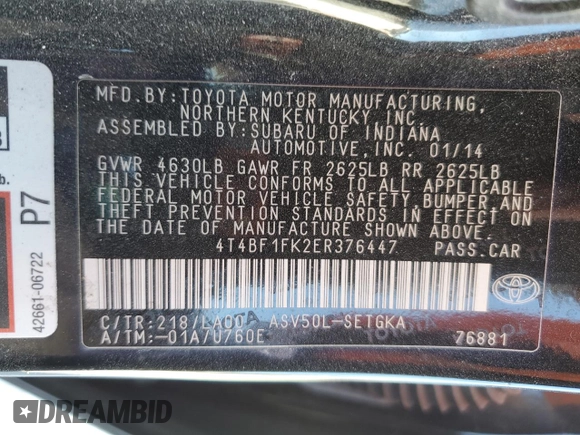 MFD.BY:TOYOTA MOTOR MANUFACTURING,
NORTHERN KENTUCKY, INC.
ASSEMBLED BY:SUBARU OF INDIANA
AUTOMOTIVE, INC. 01/14
GVWR 4630LB GAWR FR 2625LB RR 2625LB
THIS VEHICLE CONFORMS TO ALL APPLICABLE
FEDERAL MOTOR VEHICLE SAFETY, BUMPER, AND
THEFT PREVENTION STANDARDS IN EFFECT ON
THE DATE OF MANUFACTURE SHOWN ABOVE.
4T4BF1FK2ER376447 PASS.CAR
C/TR:218/LA00 ASV50L-SETGKA
A/TM:-01A/U760E 76881
TOYOTA
P7
42661-06722
b.
DREAMBID